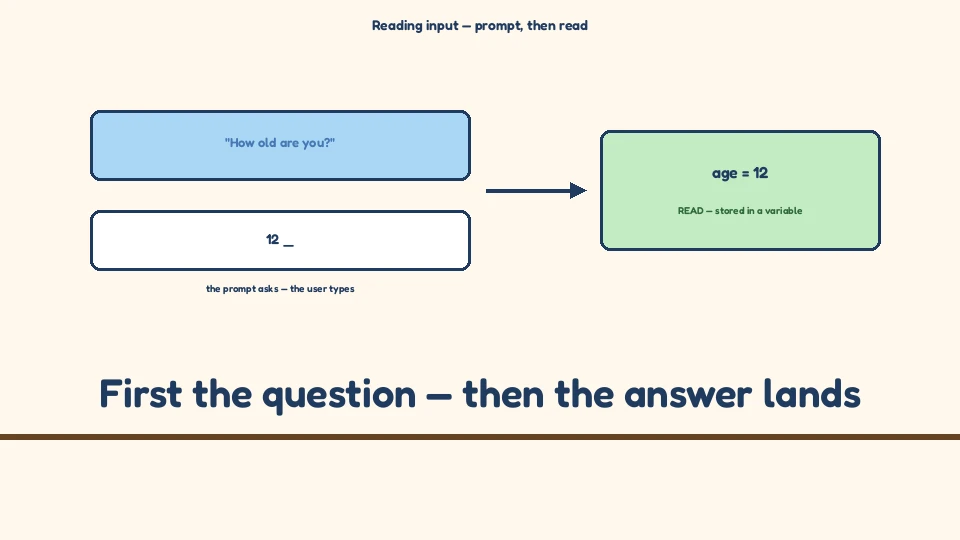 Reading input — prompt, then read
"How old are you?"
12 _
the prompt asks — the user types
age = 12
READ — stored in a variable
First the question — then the answer lands